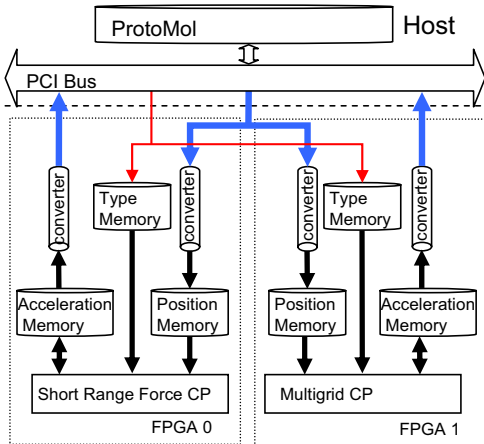 ProtoMol
Host
PCI Bus
converter
Type
Memory
converter
converter
Type
Memory
converter
Acceleration
Memory
Position
Memory
Position
Memory
Acceleration
Memory
Short Range Force CP
Multigrid CP
FPGA 0
FPGA 1